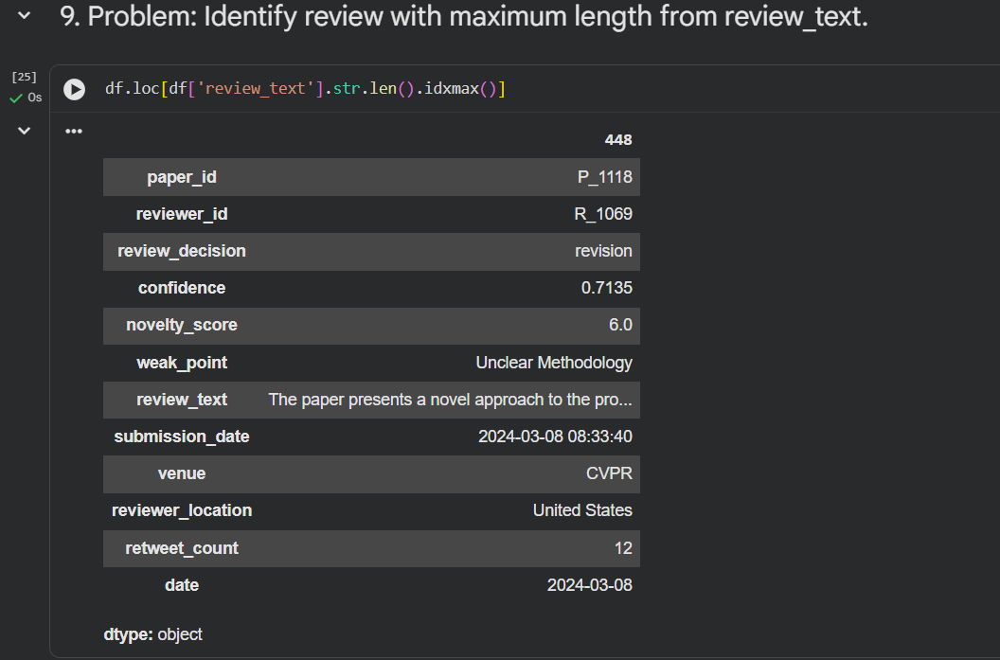 9. Problem: Identify review with maximum length from review_text.
[25]
0s
df.loc[df['review_text'].str.len().idxmax()]
448
paper_id P_1118
reviewer_id R_1069
review_decision revision
confidence 0.7135
novelty_score 6.0
weak_point Unclear Methodology
review_text The paper presents a novel approach to the pro...
submission_date 2024-03-08 08:33:40
venue CVPR
reviewer_location United States
retweet_count 12
date 2024-03-08
dtype: object